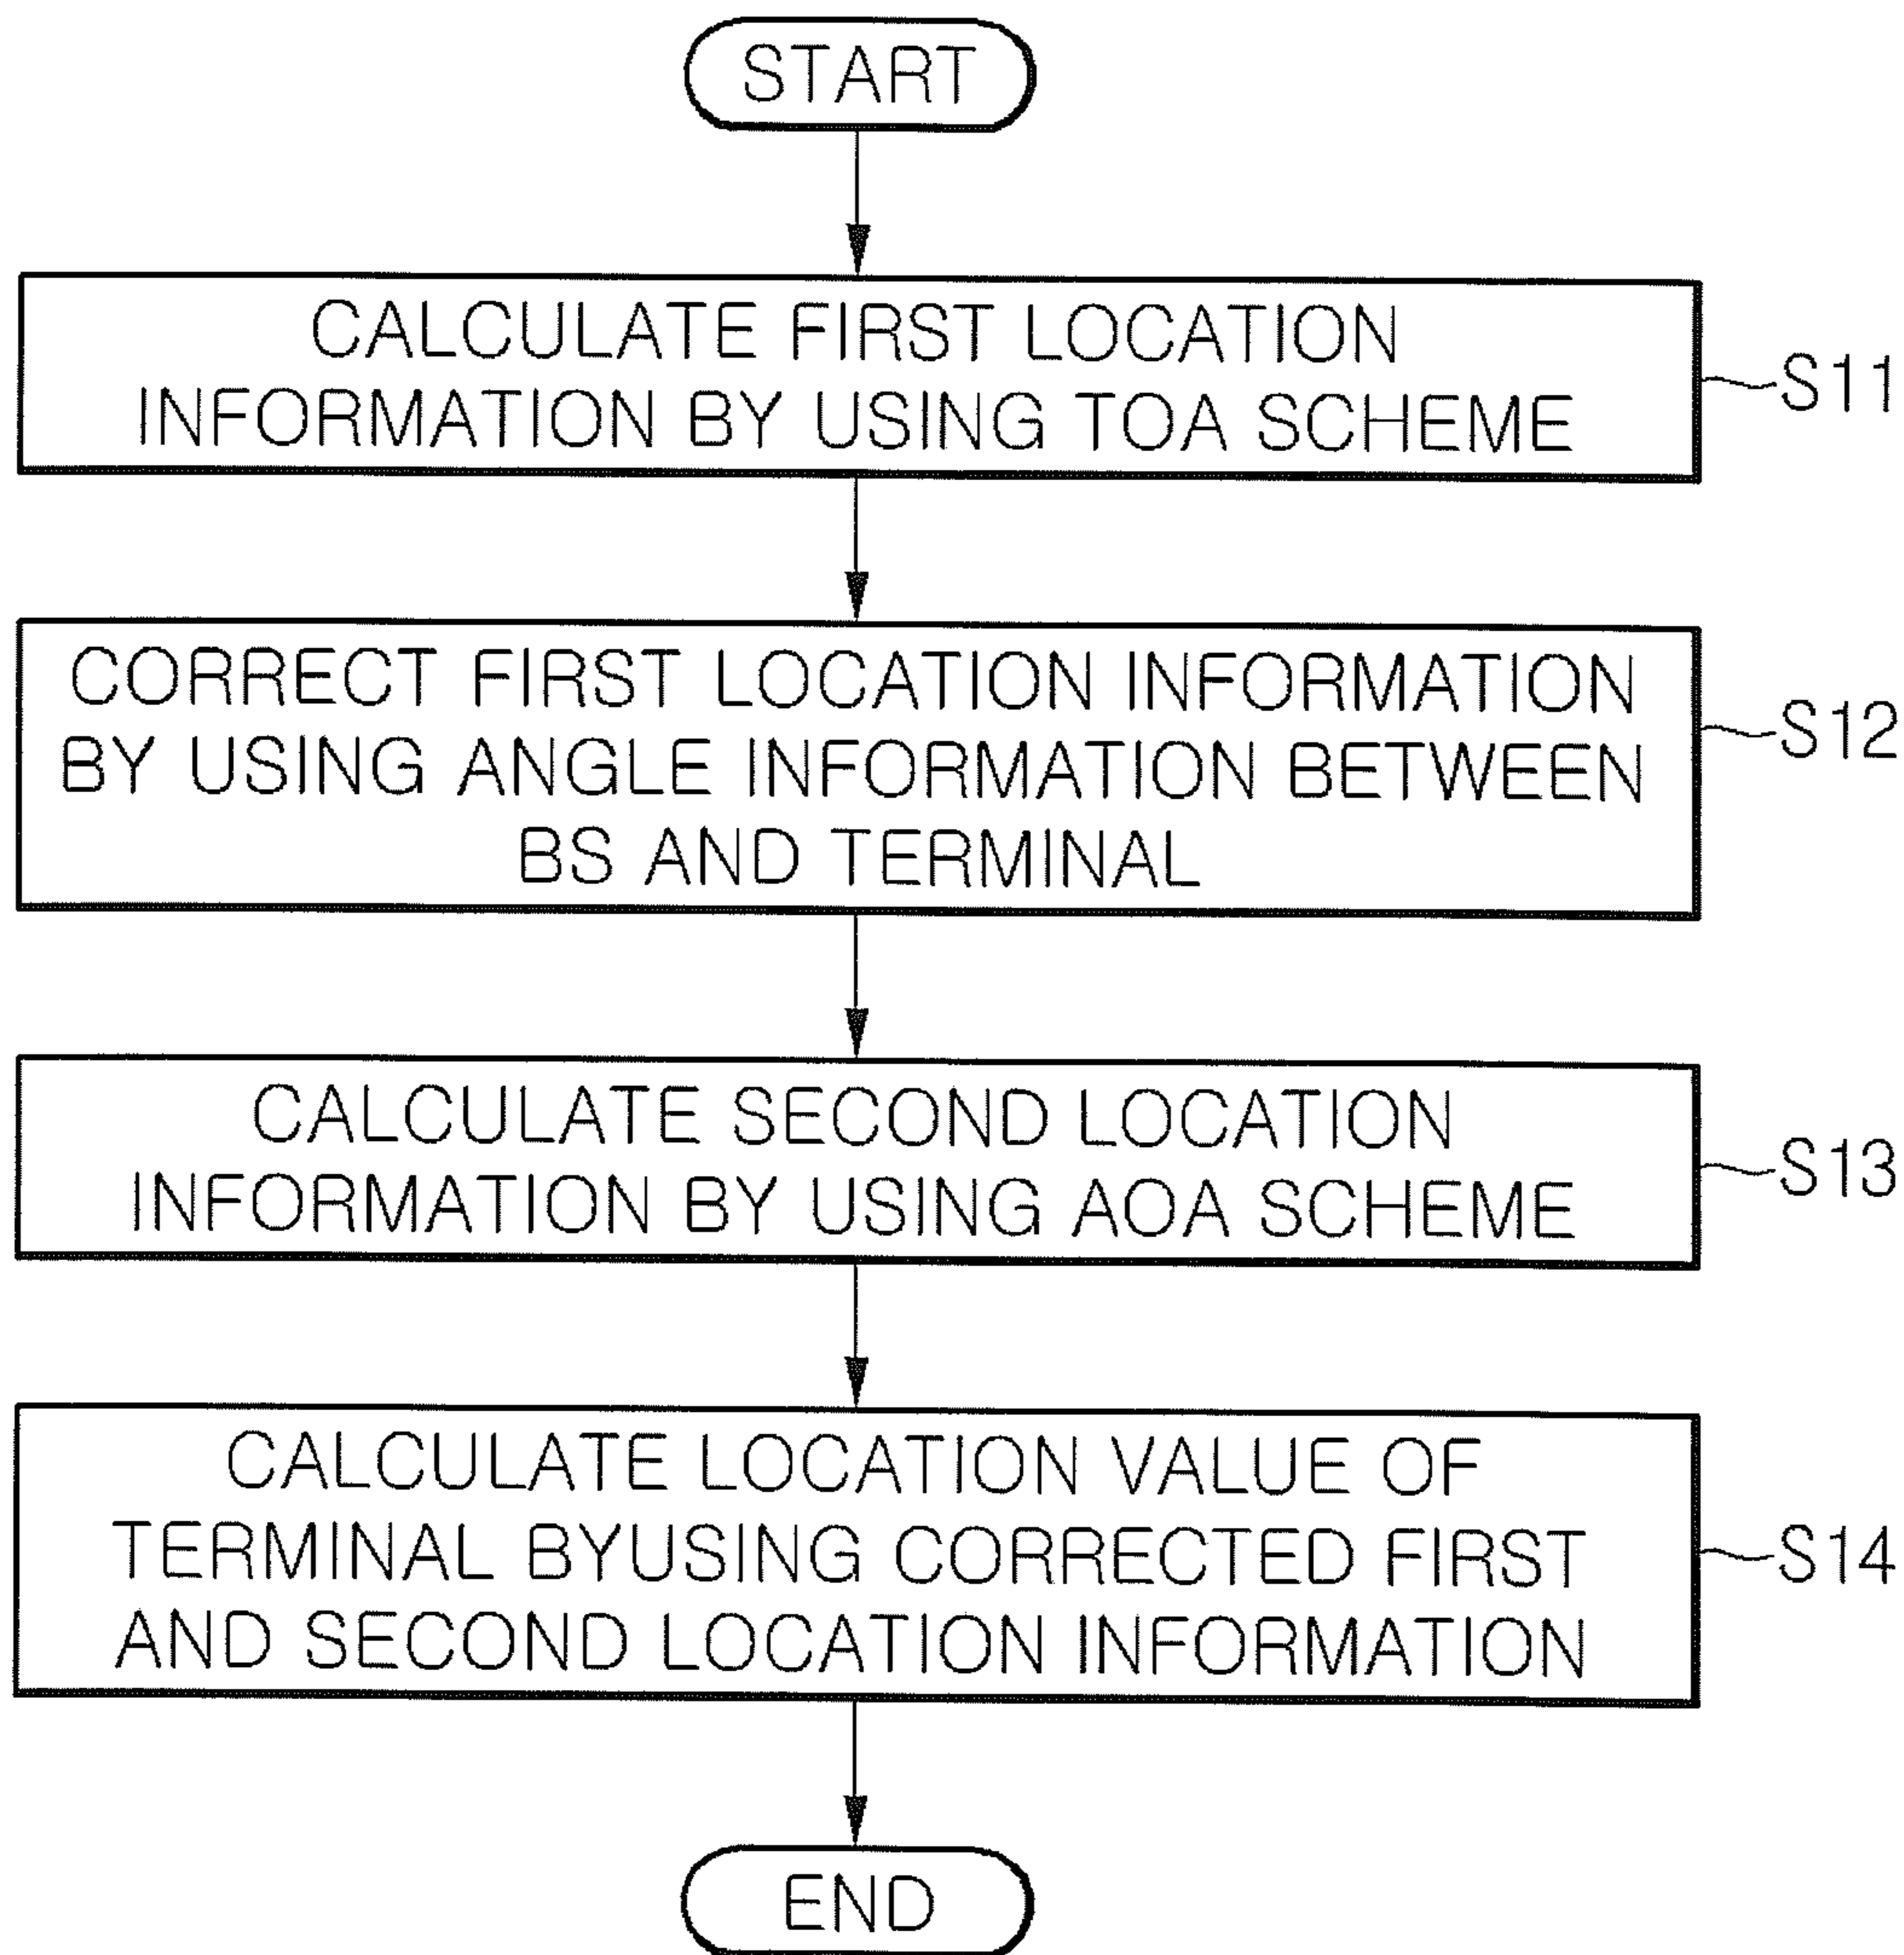 START
CALCULATE FIRST LOCATION
INFORMATION BY USING TOA SCHEME
S11
CORRECT FIRST LOCATION INFORMATION
BY USING ANGLE INFORMATION BETWEEN
BS AND TERMINAL
S12
CALCULATE SECOND LOCATION
INFORMATION BY USING AOA SCHEME
S13
CALCULATE LOCATION VALUE OF
TERMINAL BYUSING CORRECTED FIRST
AND SECOND LOCATION INFORMATION
S14
END